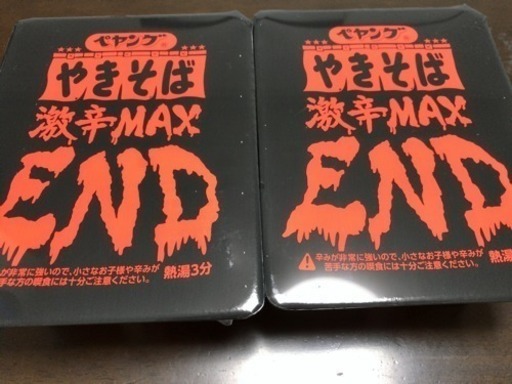 ペヤング
やきそば
激辛MAX
END
が非常に強いので、小さなお子様や辛みが
手な方の喫食には十分ご注意ください。
熱湯3分
ペヤング
やきそば
激辛MAX
END
辛みが非常に強いので、小さなお子様や辛みが
苦手な方の喫食には十分ご注意ください。
熱湯